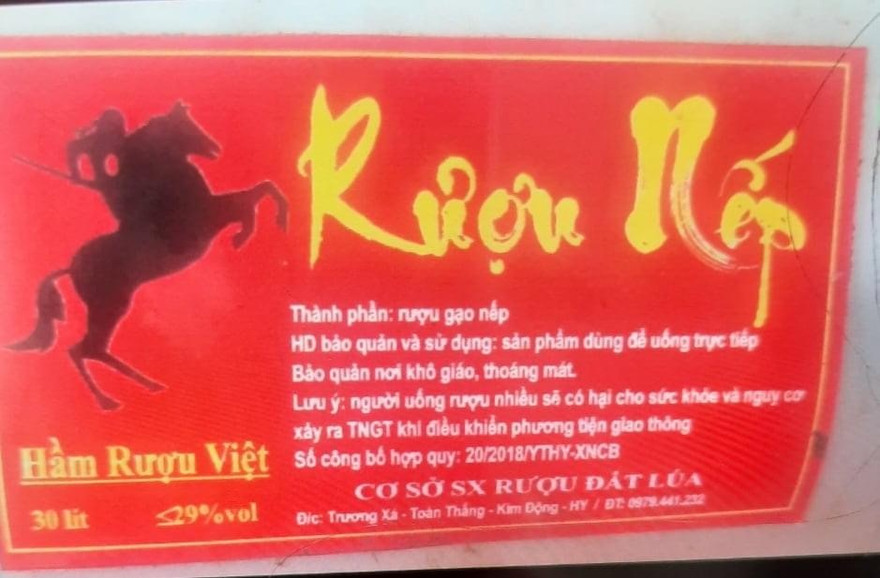 Rượu Nếp
Thành phần: rượu gạo nếp
HD bảo quản và sử dụng: sản phẩm dùng để uống trực tiếp
Bảo quản nơi khô giáo, thoáng mát.
Lưu ý: người uống rượu nhiều sẽ có hại cho sức khỏe và nguy cơ
xảy ra TNGT khi điều khiển phương tiện giao thông
Số công bố hợp quy: 20/2018/YTHY-XNCB
CƠ SỞ SX RƯỢU ĐẤT LÚA
Đ/c: Trương Xá - Toàn Thắng - Kim Động - HY / ĐT: 0979.441.232
Hầm Rượu Việt
30 lít ≤29%vol